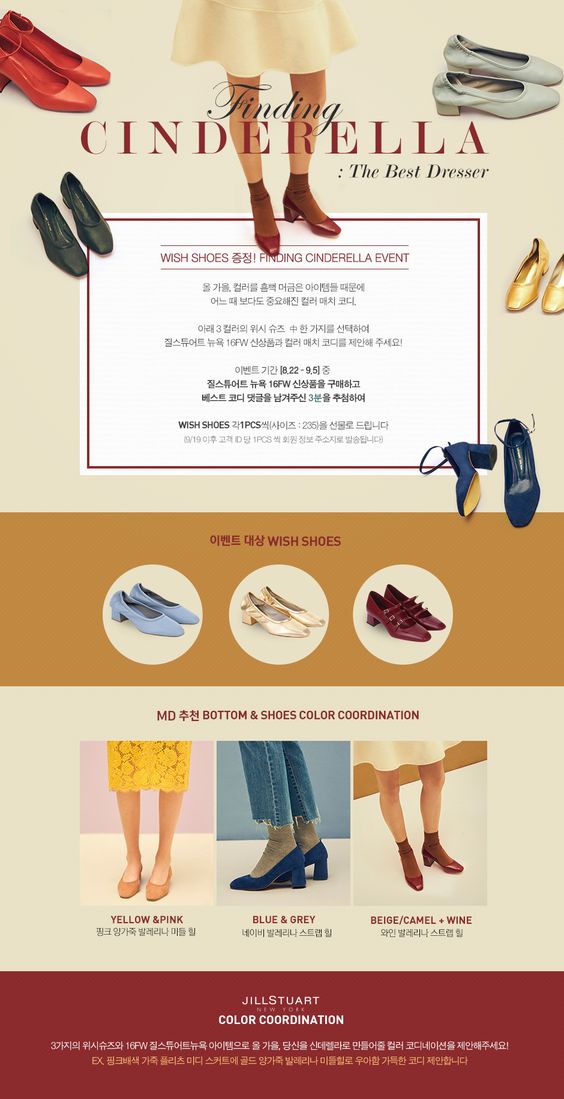 Finding
CINDERELLA
: The Best Dresser
WISH SHOES 증정! FINDING CINDERELLA EVENT
올 가을, 컬러를 흠뻑 머금은 아이템들 때문에
어느 때 보다도 중요해진 컬러 매치 코디.
아래 3 컬러의 위시 슈즈 中 한 가지를 선택하여
질스튜어트 뉴욕 16FW 신상품과 컬러 매치 코디를 제안해 주세요!
이벤트 기간 [8.22 - 9.5] 중
질스튜어트 뉴욕 16FW 신상품을 구매하고
베스트 코디 댓글을 남겨주신 3분을 추첨하여
WISH SHOES 각1PCS씩(사이즈 : 235)을 선물로 드립니다
(9/19 이후 고객 ID 당 1PCS 씩 회원 정보 주소지로 발송됩니다)
이벤트 대상 WISH SHOES
MD 추천 BOTTOM & SHOES COLOR COORDINATION
YELLOW &PINK
핑크 양가죽 발레리나 미들 힐
BLUE & GREY
네이비 발레리나 스트랩 힐
BEIGE/CAMEL + WINE
와인 발레리나 스트랩 힐
JILLSTUART
NEW YORK
COLOR COORDINATION
3가지의 위시슈즈와 16FW 질스튜어트뉴욕 아이템으로 올 가을, 당신을 신데렐라로 만들어줄 컬러 코디네이션을 제안해주세요!
EX. 핑크배색 가죽 플리츠 미디 스커트에 골드 양가죽 발레리나 미들힐로 우아함 가득한 코디 제안합니다